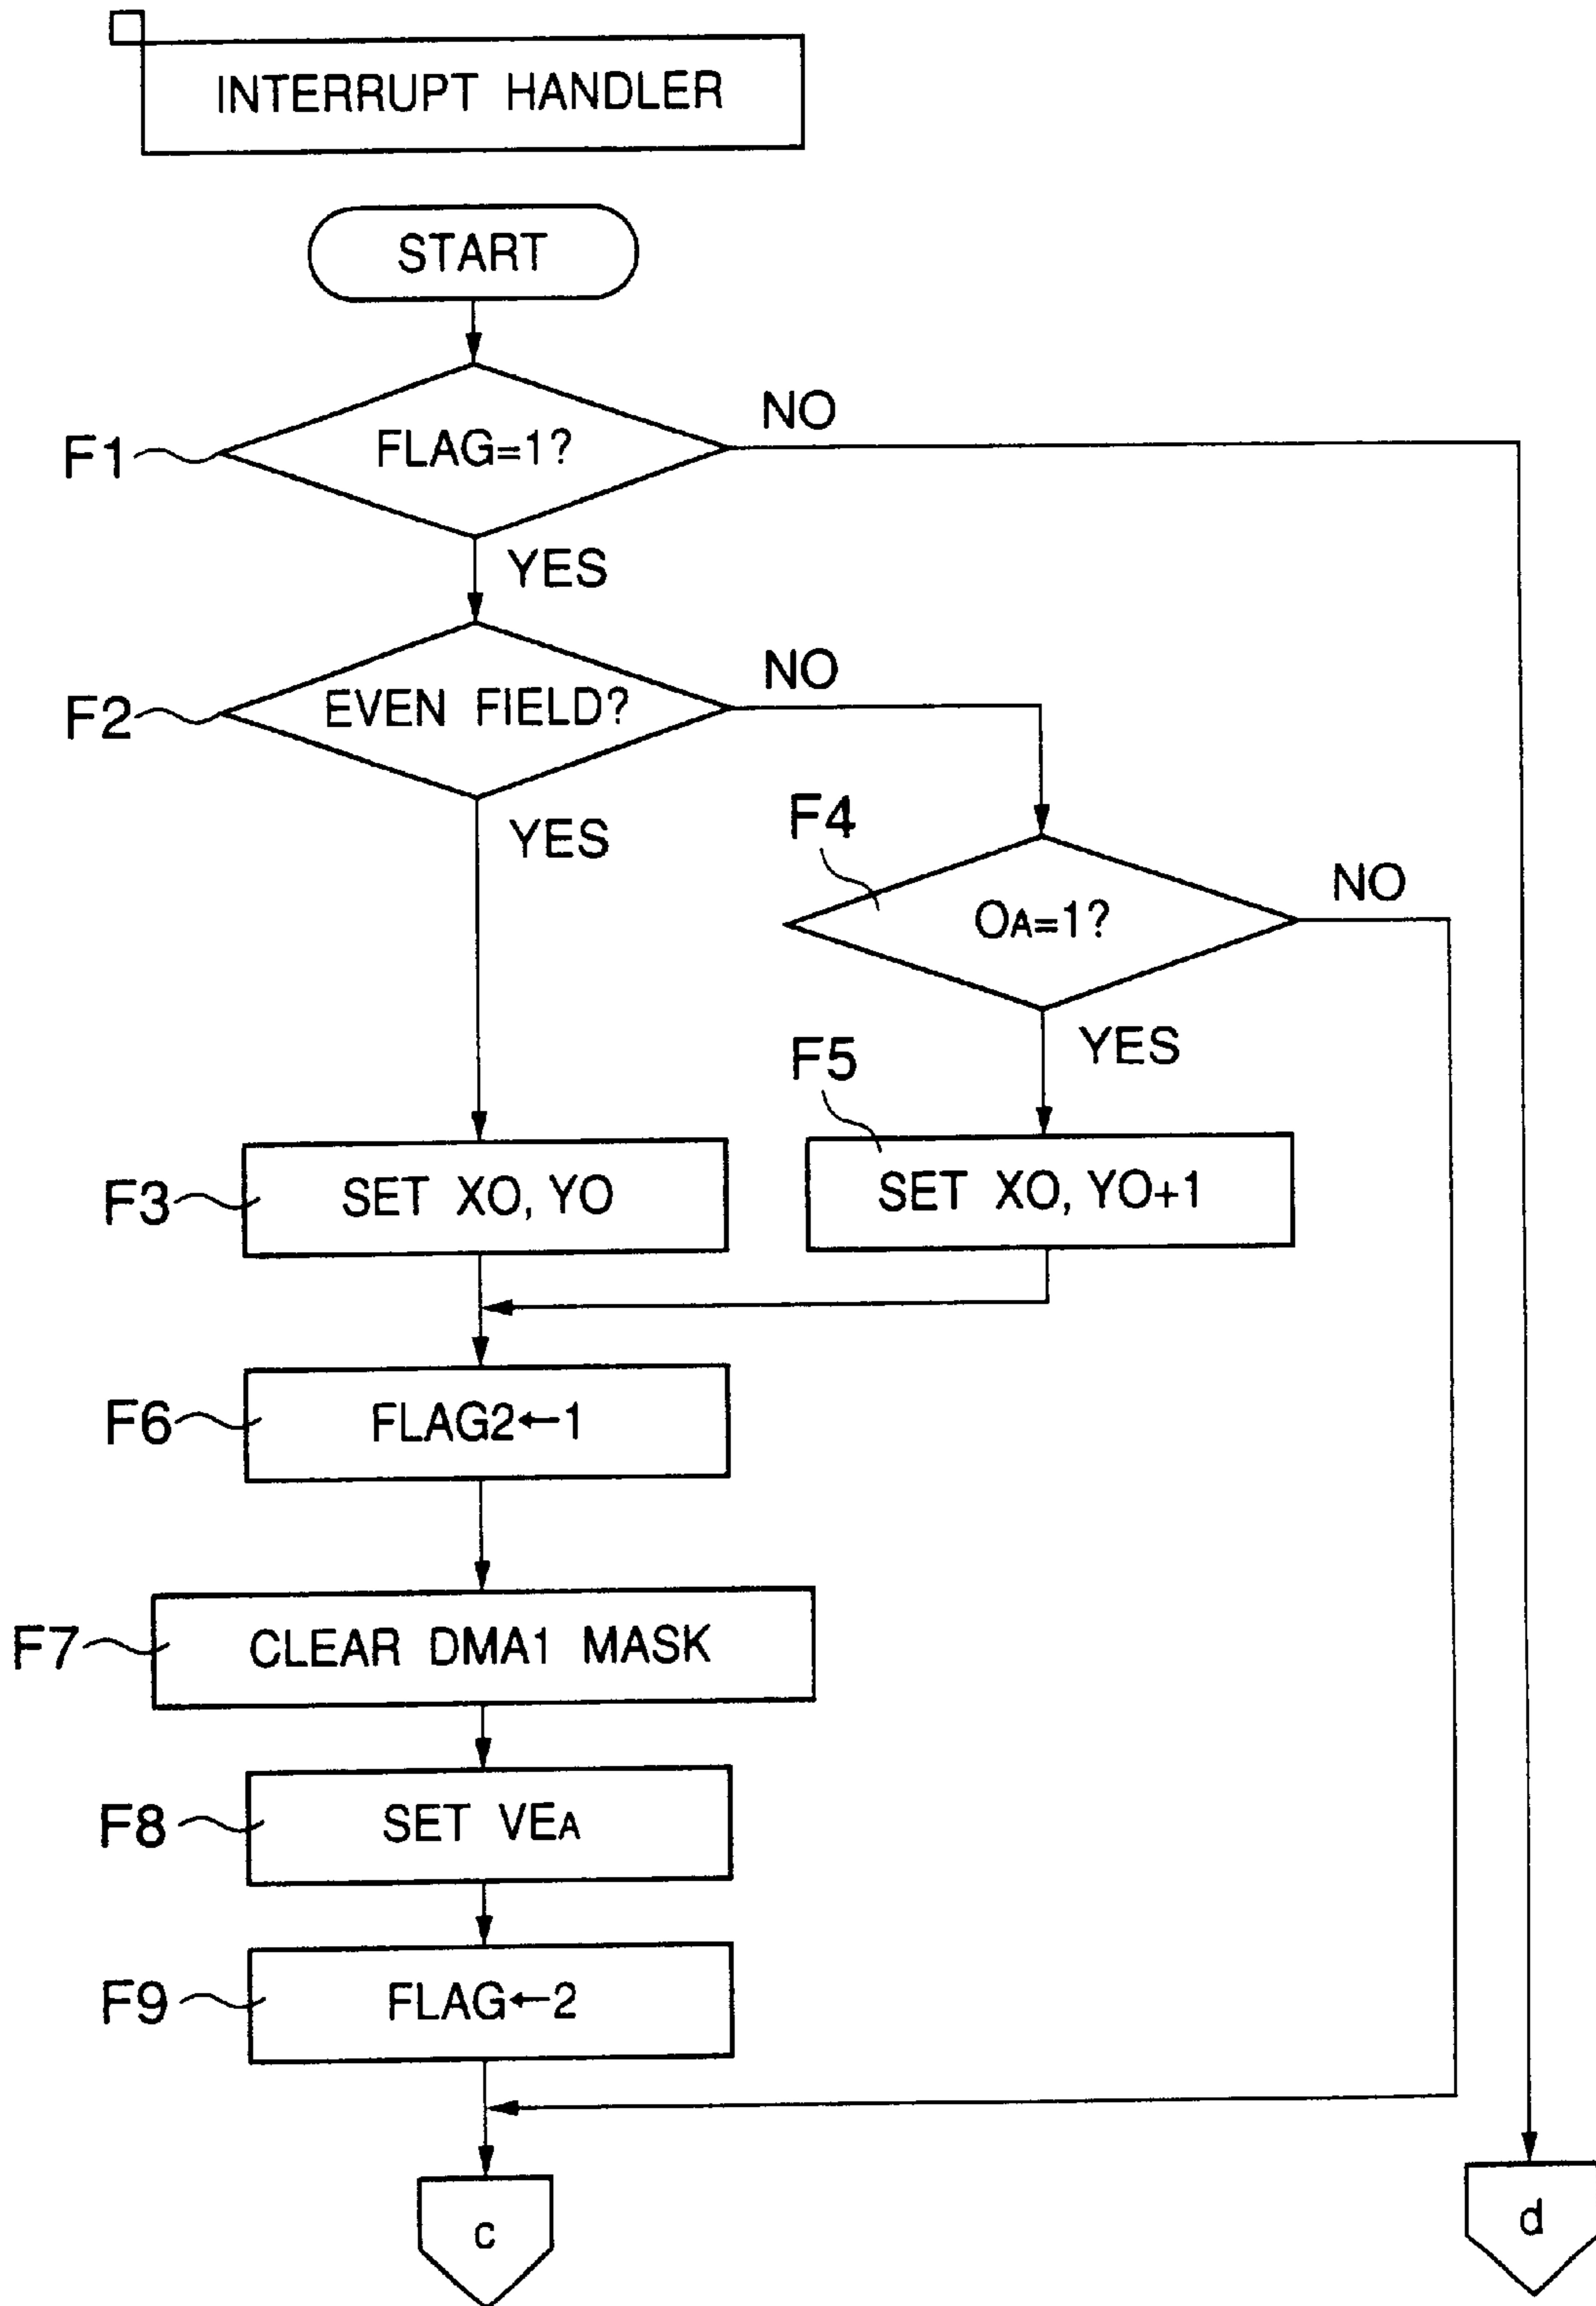 INTERRUPT HANDLER
START
F1
FLAG=1?
NO
YES
F2
EVEN FIELD?
NO
YES
F4
OA=1?
NO
YES
F5
F3
SET XO, YO
SET XO, YO+1
F6
FLAG2←1
F7
CLEAR DMA1 MASK
F8
SET VEA
F9
FLAG←2
c
d